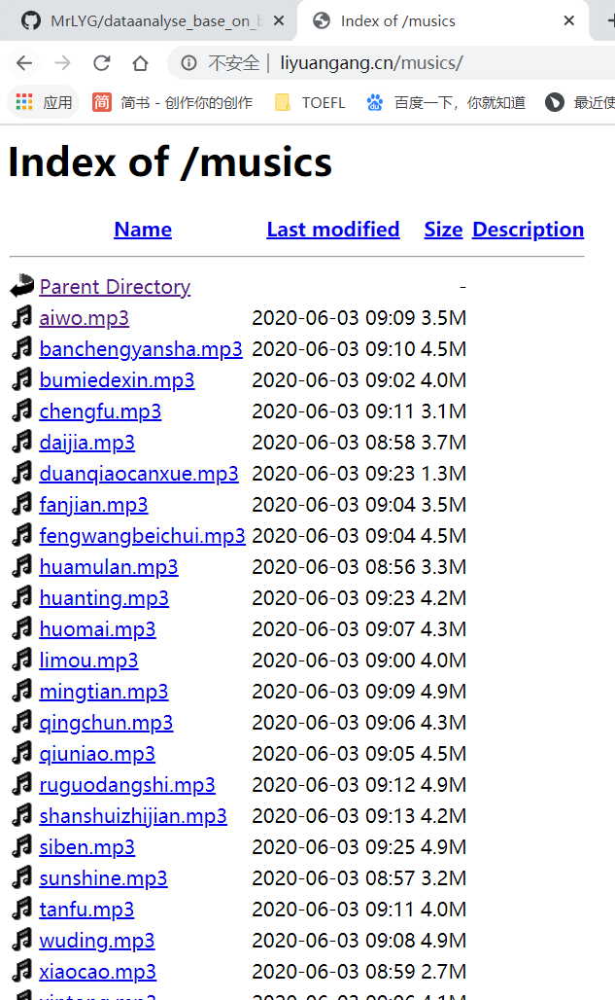 MrLYG/dataanalyse_base_on_b
Index of /musics
不安全 | liyuangang.cn/musics/
应用 简书 - 创作你的创作 TOEFL 百度一下，你就知道 最近使
Index of /musics
Name Last modified Size Description
Parent Directory -
aiwo.mp3 2020-06-03 09:09 3.5M
banchengyansha.mp3 2020-06-03 09:10 4.5M
bumiedexin.mp3 2020-06-03 09:02 4.0M
chengfu.mp3 2020-06-03 09:11 3.1M
daijia.mp3 2020-06-03 08:58 3.7M
duanqiaocanxue.mp3 2020-06-03 09:23 1.3M
fanjian.mp3 2020-06-03 09:04 3.5M
fengwangbeichui.mp3 2020-06-03 09:04 4.5M
huamulan.mp3 2020-06-03 08:56 3.3M
huanting.mp3 2020-06-03 09:23 4.2M
huomai.mp3 2020-06-03 09:07 4.3M
limou.mp3 2020-06-03 09:00 4.0M
mingtian.mp3 2020-06-03 09:09 4.9M
qingchun.mp3 2020-06-03 09:06 4.3M
qiuniao.mp3 2020-06-03 09:05 4.5M
ruguodangshi.mp3 2020-06-03 09:12 4.9M
shanshuizhijian.mp3 2020-06-03 09:13 4.2M
siben.mp3 2020-06-03 09:25 4.9M
sunshine.mp3 2020-06-03 08:57 3.2M
tanfu.mp3 2020-06-03 09:11 4.0M
wuding.mp3 2020-06-03 09:08 4.9M
xiaocao.mp3 2020-06-03 08:59 2.7M